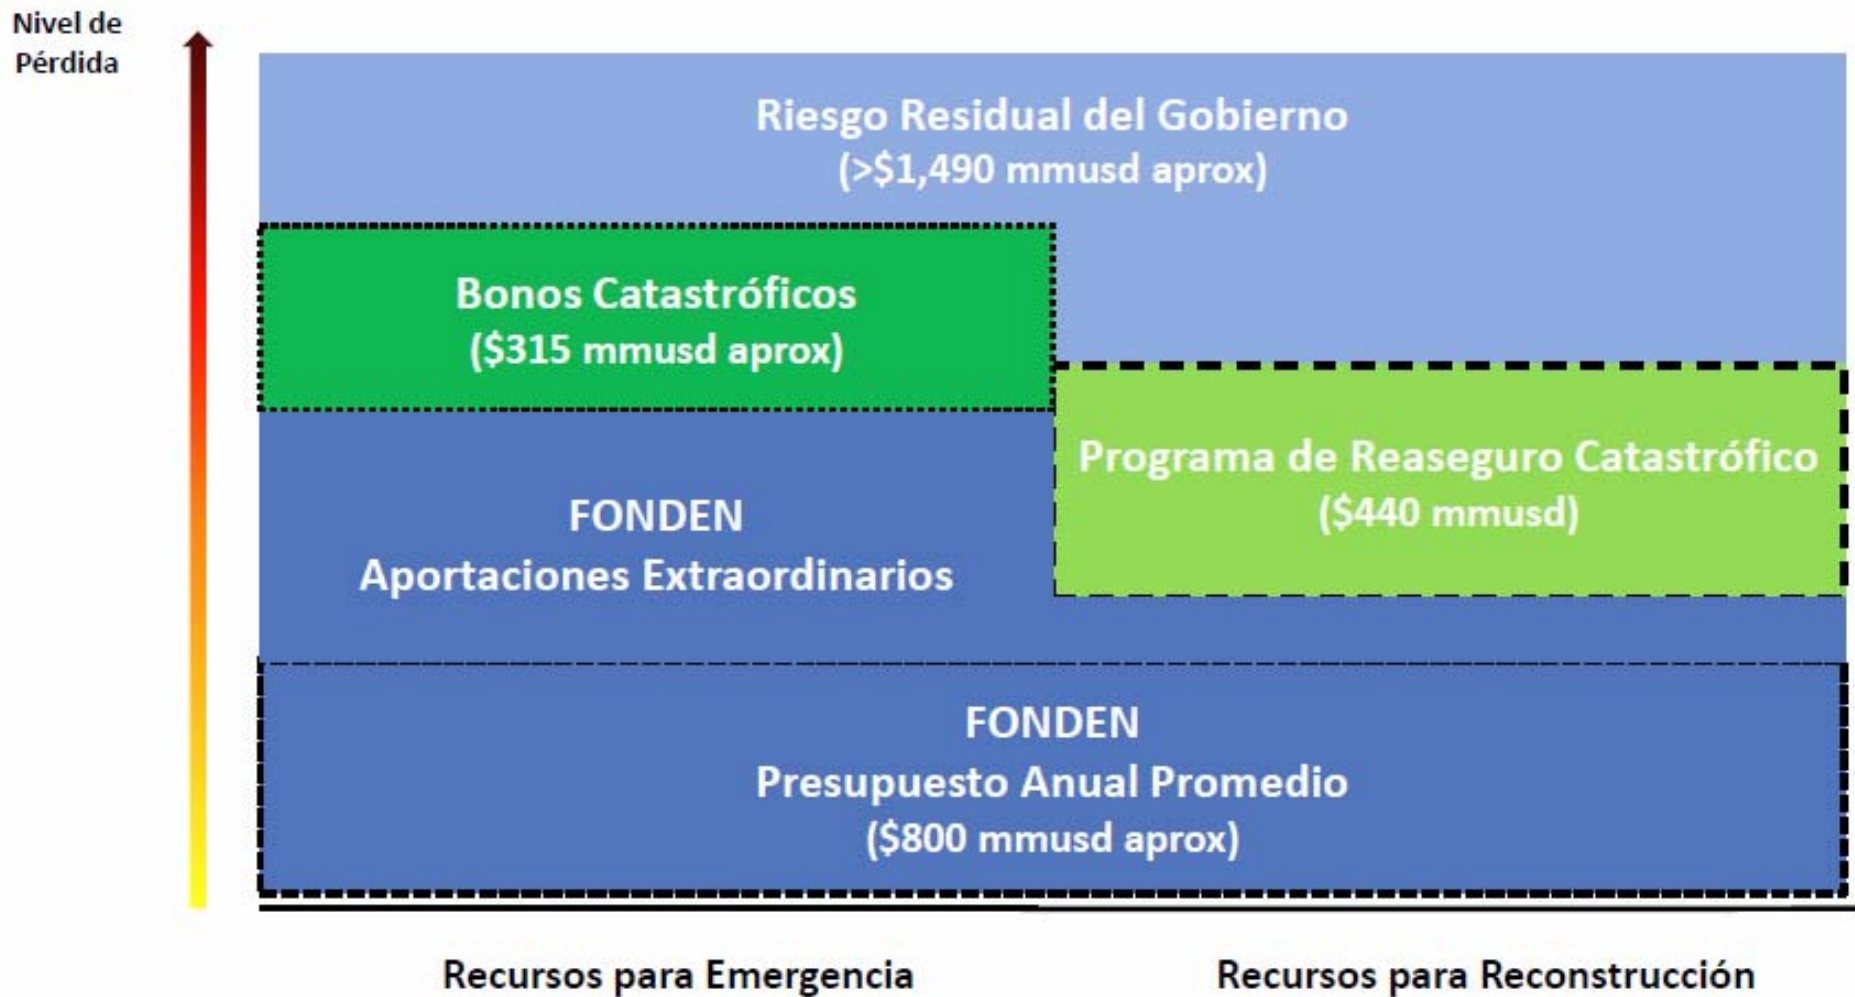 Nivel de
Pérdida
Riesgo Residual del Gobierno
(>$1,490 mmusd aprox)
Bonos Catastróficos
($315 mmusd aprox)
Programa de Reaseguro Catastrófico
($440 mmusd)
FONDEN
Aportaciones Extraordinarios
FONDEN
Presupuesto Anual Promedio
($800 mmusd aprox)
Recursos para Emergencia
Recursos para Reconstrucción